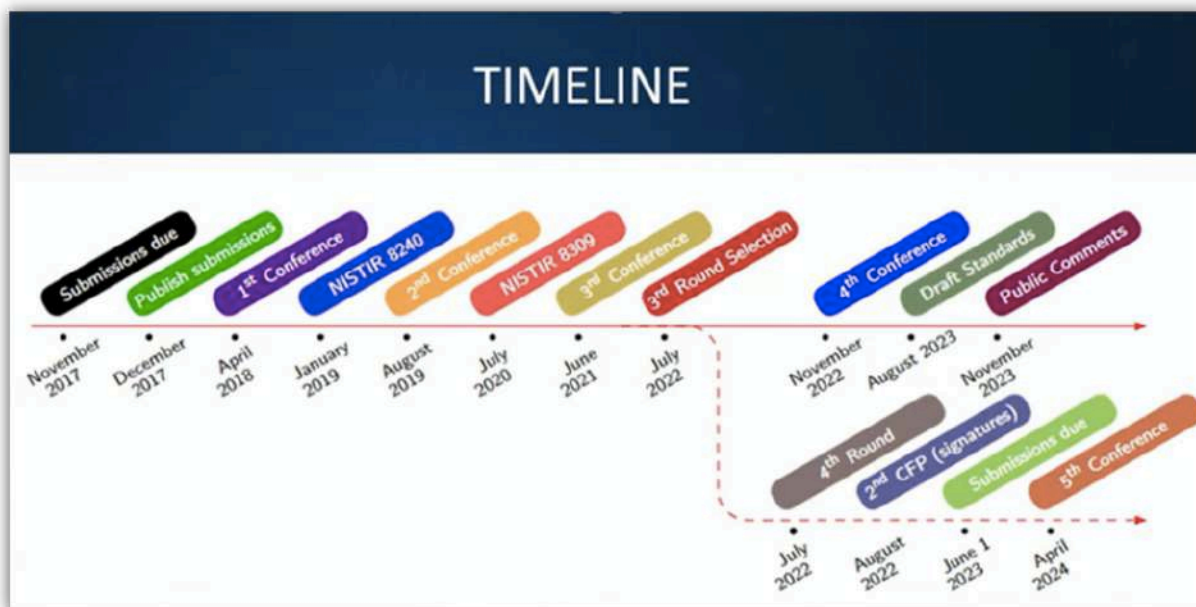 TIMELINE
Submissions due
Publish submissions
1st Conference
NISTIR 8240
2nd Conference
NISTIR 8309
3rd Conference
3rd Round Selection
4th Conference
Draft Standards
Public Comments
November
2017
December
2017
April
2018
January
2019
August
2019
July
2020
June
2021
July
2022
November
2022
August 2023
November
2023
4th Round
2nd CFP (signatures)
Submissions due
5th Conference
July
2022
August
2022
June 1
2023
April
2024